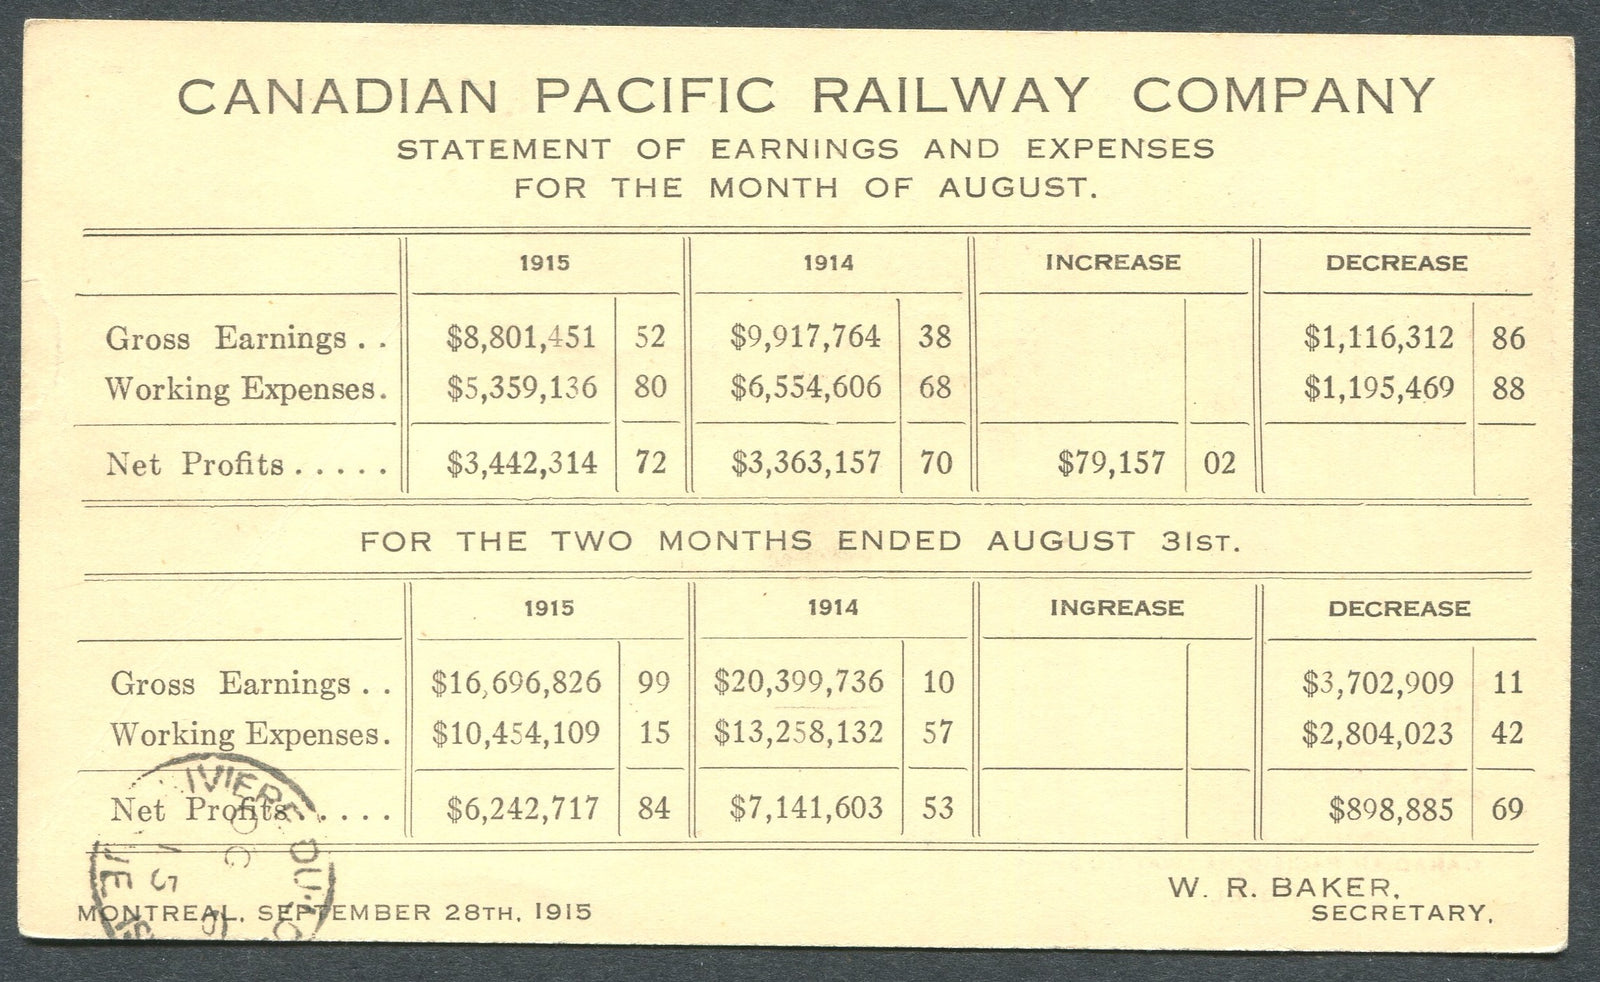 CANADIAN PACIFIC RAILWAY COMPANY
STATEMENT OF EARNINGS AND EXPENSES
FOR THE MONTH OF AUGUST.
1915 1914 INCREASE DECREASE
Gross Earnings . . $8,801,451 52 $9,917,764 38 $1,116,312 86
Working Expenses. $5,359,136 80 $6,554,606 68 $1,195,469 88
Net Profits . . . . . $3,442,314 72 $3,363,157 70 $79,157 02
FOR THE TWO MONTHS ENDED AUGUST 31ST.
1915 1914 INGREASE DECREASE
Gross Earnings . . $16,696,826 99 $20,399,736 10 $3,702,909 11
Working Expenses. $10,454,109 15 $13,258,132 57 $2,804,023 42
Net Profits . . . . . $6,242,717 84 $7,141,603 53 $898,885 69
W. R. BAKER,
MONTREAL, SEPTEMBER 28TH, 1915 SECRETARY.
IVIERE DU
15